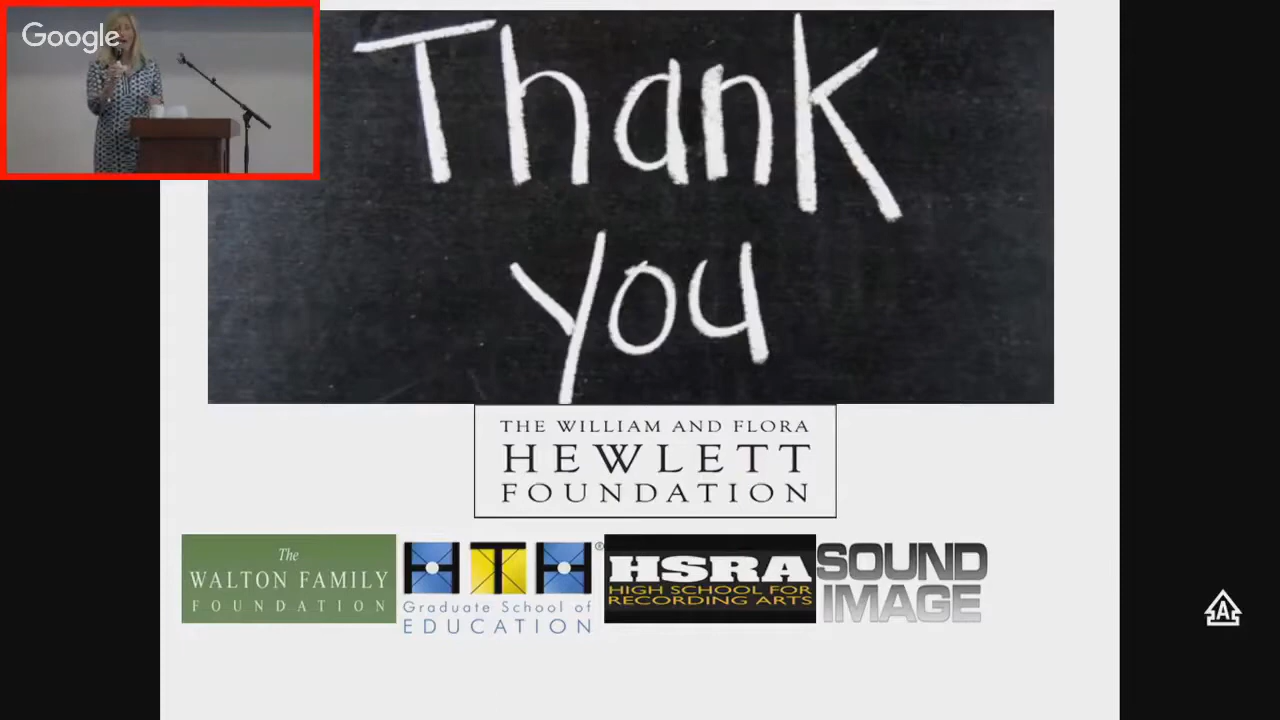 Google
Thank
you
THE WILLIAM AND FLORA
HEWLETT
FOUNDATION
The
WALTON FAMILY
FOUNDATION
HTH®
Graduate School of
EDUCATION
HSRA
HIGH SCHOOL FOR
RECORDING ARTS
SOUND
IMAGE
A